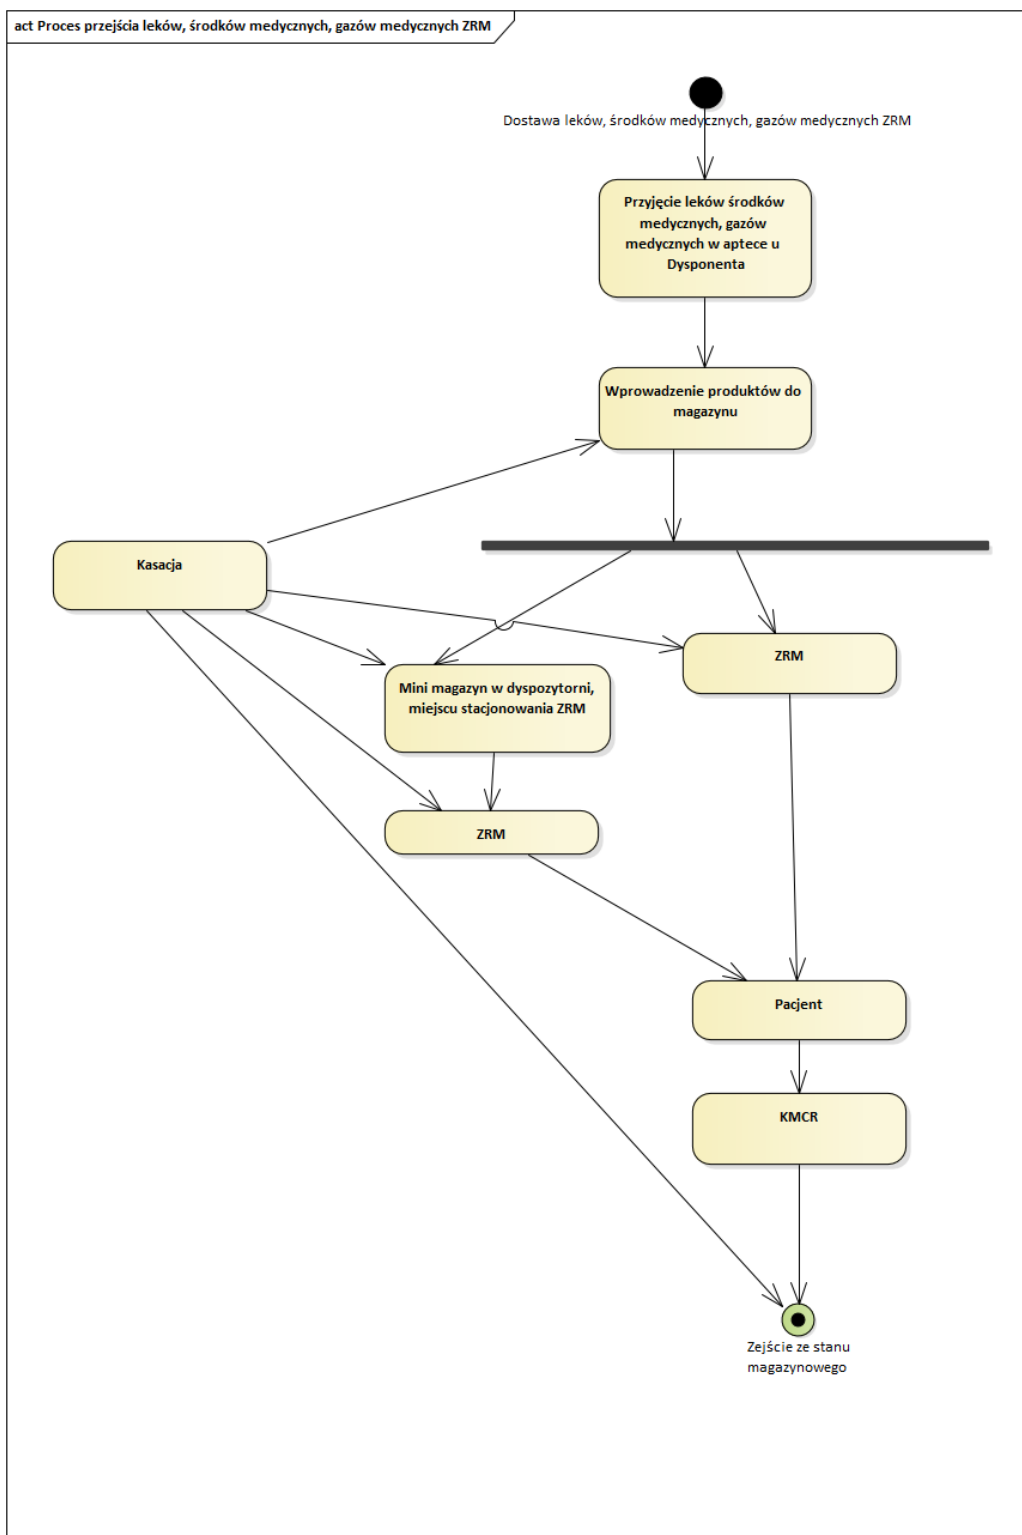 act Proces przejścia leków, środków medycznych, gazów medycznych ZRM
Dostawa leków, środków medycznych, gazów medycznych ZRM
Przyjęcie leków środków
medycznych, gazów
medycznych w aptece u
Dysponenta
Wprowadzenie produktów do
magazynu
Kasacja
ZRM
Mini magazyn w dyspozytorni,
miejscu stacjonowania ZRM
ZRM
Pacjent
KMCR
Zejście ze stanu
magazynowego